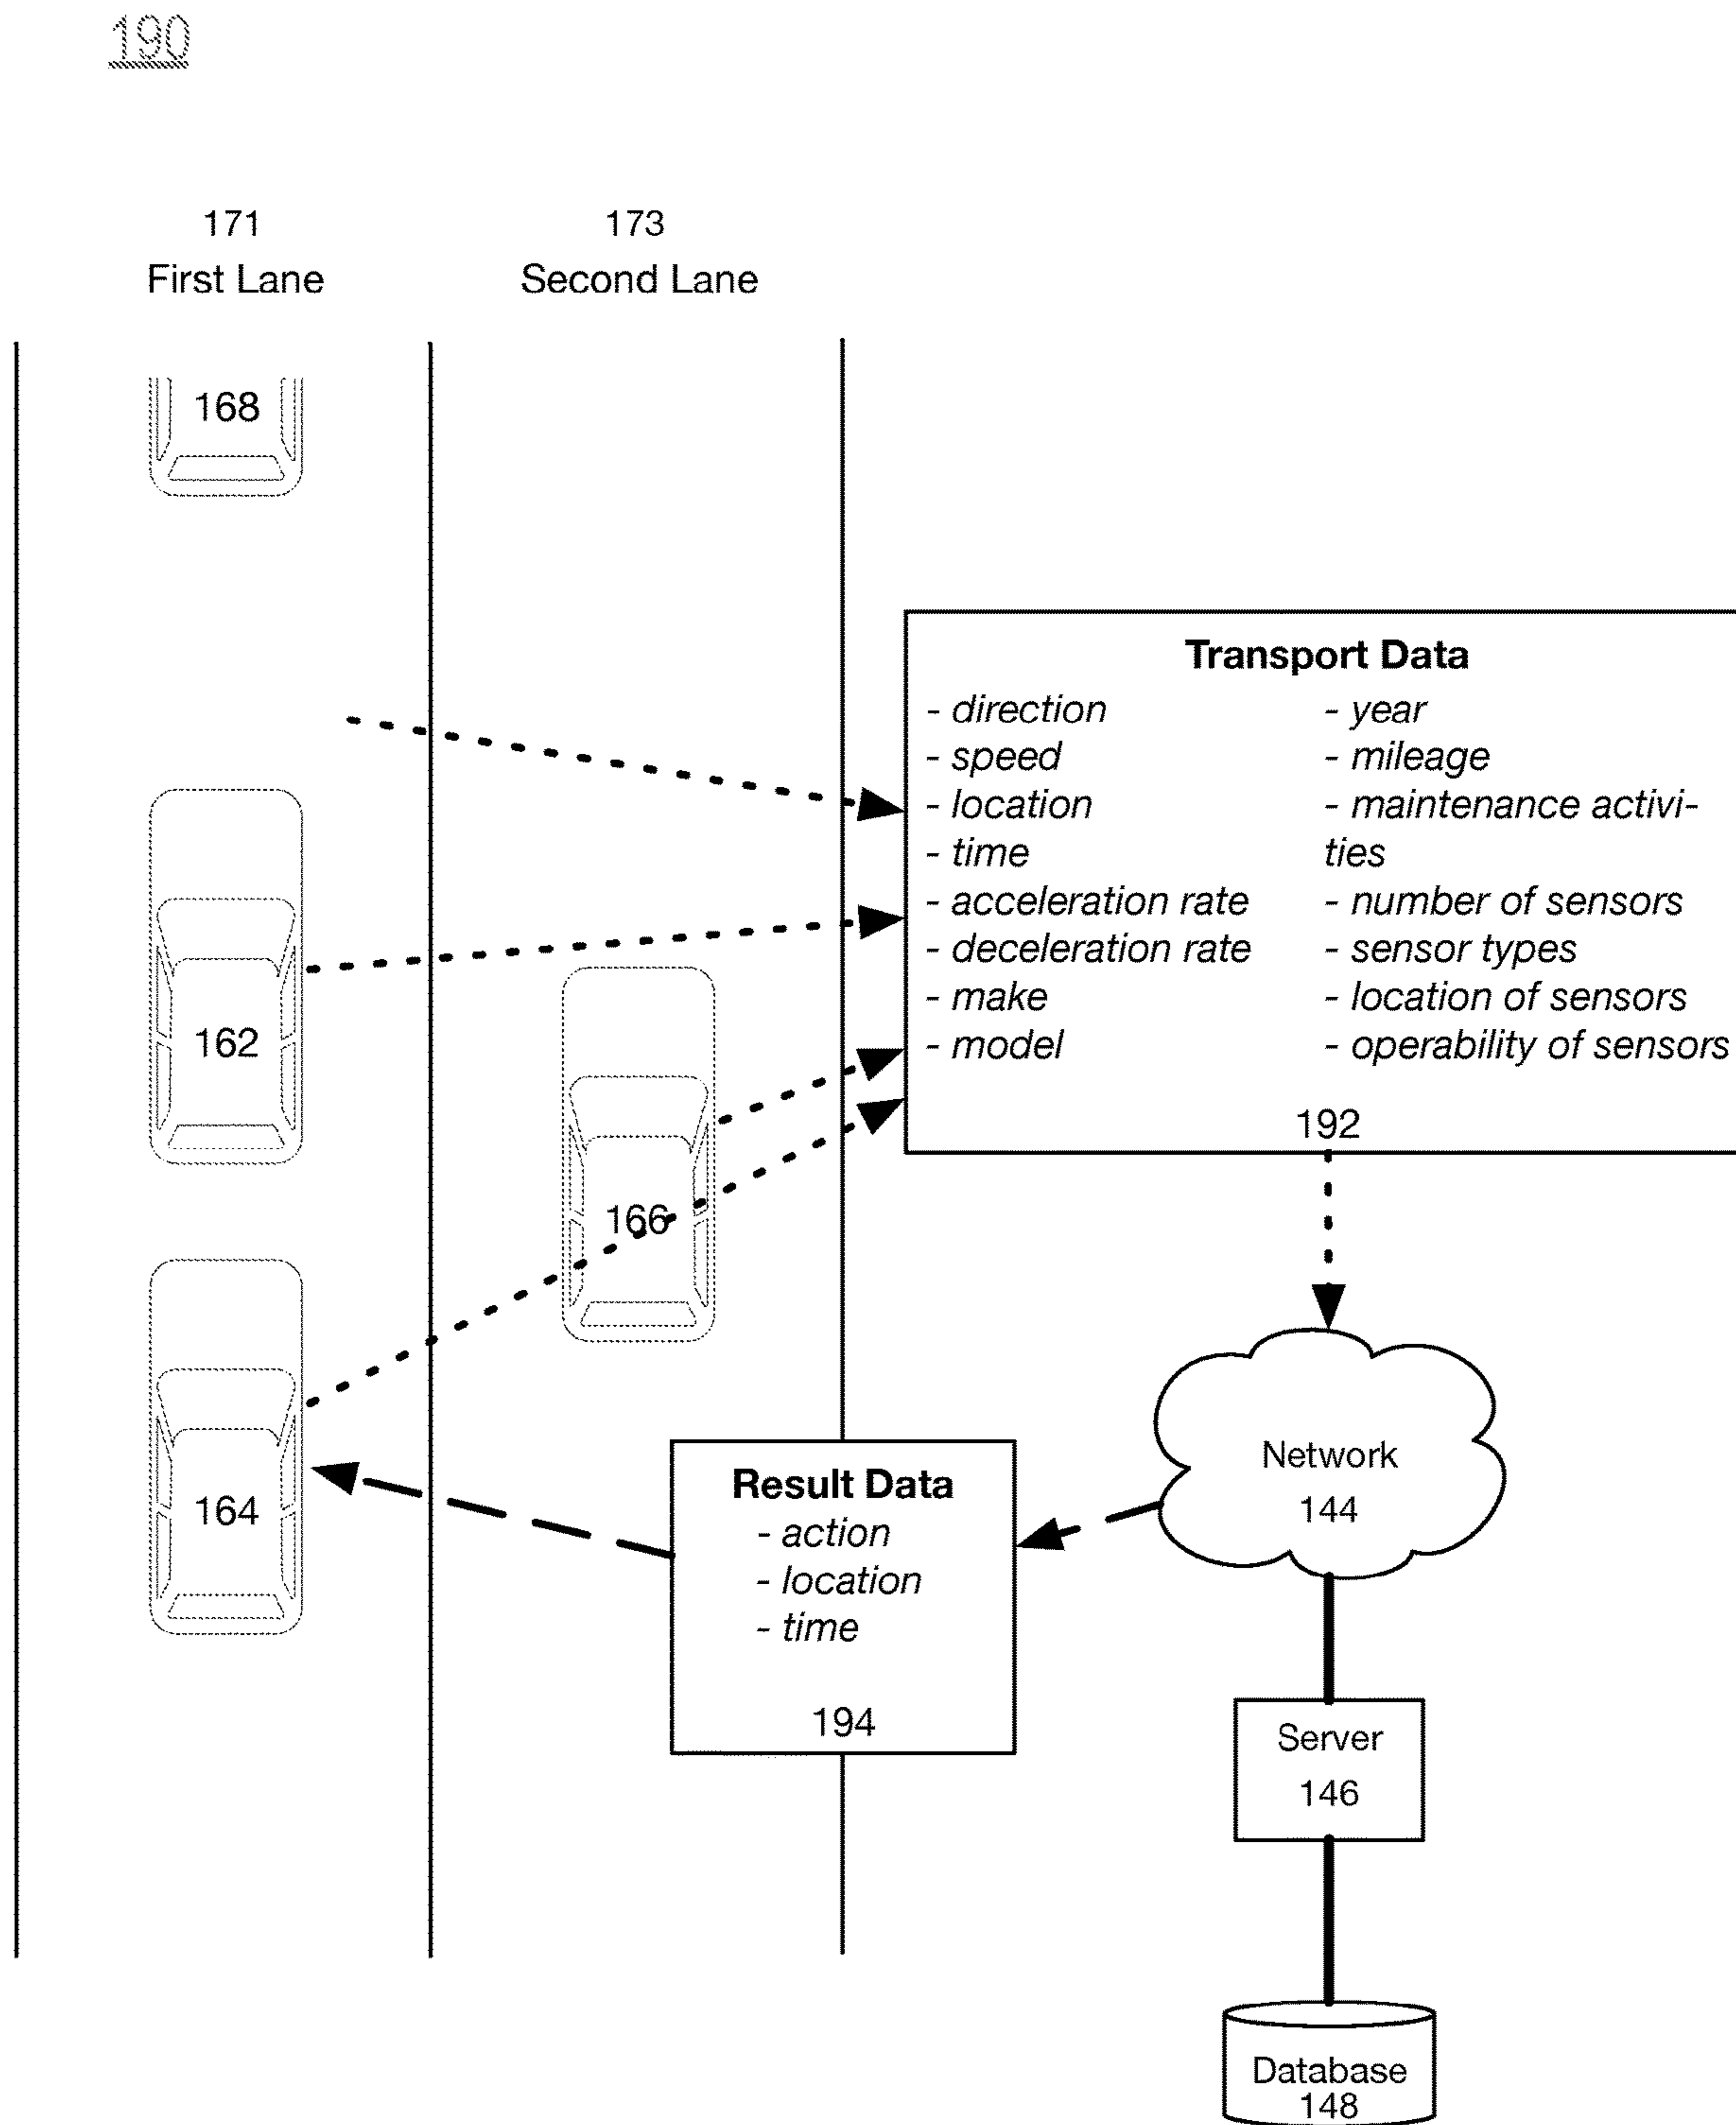 190
171
First Lane
173
Second Lane
168
Transport Data
- direction
- speed
- location
- time
- acceleration rate
- deceleration rate
- make
- model
- year
- mileage
- maintenance activi-
ties
- number of sensors
- sensor types
- location of sensors
- operability of sensors
192
162
166
164
Result Data
- action
- location
- time
194
Network
144
Server
146
Database
148